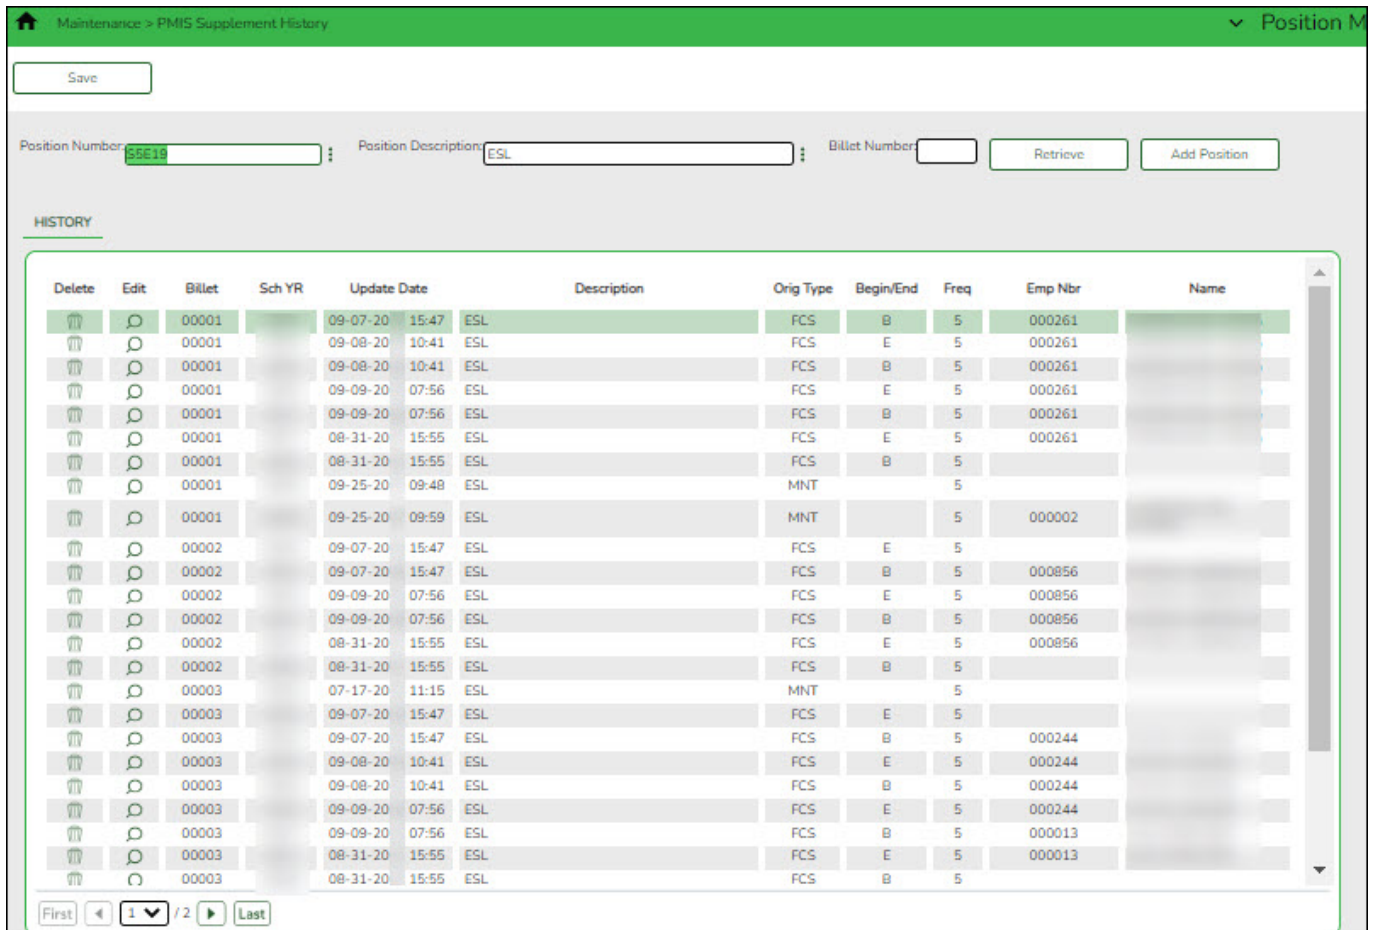 Maintenance > PMIS Supplement History
Position M
Save
Position Number: S5E19 Position Description: ESL Billet Number: Retrieve Add Position
HISTORY
Delete Edit Billet Sch YR Update Date Description Orig Type Begin/End Freq Emp Nbr Name
00001 09-07-20 15:47 ESL FCS B 5 000261
00001 09-08-20 10:41 ESL FCS E 5 000261
00001 09-08-20 10:41 ESL FCS B 5 000261
00001 09-09-20 07:56 ESL FCS E 5 000261
00001 09-09-20 07:56 ESL FCS B 5 000261
00001 08-31-20 15:55 ESL FCS E 5 000261
00001 08-31-20 15:55 ESL FCS B 5
00001 09-25-20 09:48 ESL MNT 5
00001 09-25-20 09:59 ESL MNT 5 000002
00002 09-07-20 15:47 ESL FCS E 5
00002 09-07-20 15:47 ESL FCS B 5 000856
00002 09-09-20 07:56 ESL FCS E 5 000856
00002 09-09-20 07:56 ESL FCS B 5 000856
00002 08-31-20 15:55 ESL FCS E 5 000856
00002 08-31-20 15:55 ESL FCS B 5
00003 07-17-20 11:15 ESL MNT 5
00003 09-07-20 15:47 ESL FCS E 5
00003 09-07-20 15:47 ESL FCS B 5 000244
00003 09-08-20 10:41 ESL FCS E 5 000244
00003 09-08-20 10:41 ESL FCS B 5 000244
00003 09-09-20 07:56 ESL FCS E 5 000244
00003 09-09-20 07:56 ESL FCS B 5 000013
00003 08-31-20 15:55 ESL FCS E 5 000013
00003 08-31-20 15:55 ESL FCS B 5
First 1 / 2 Last